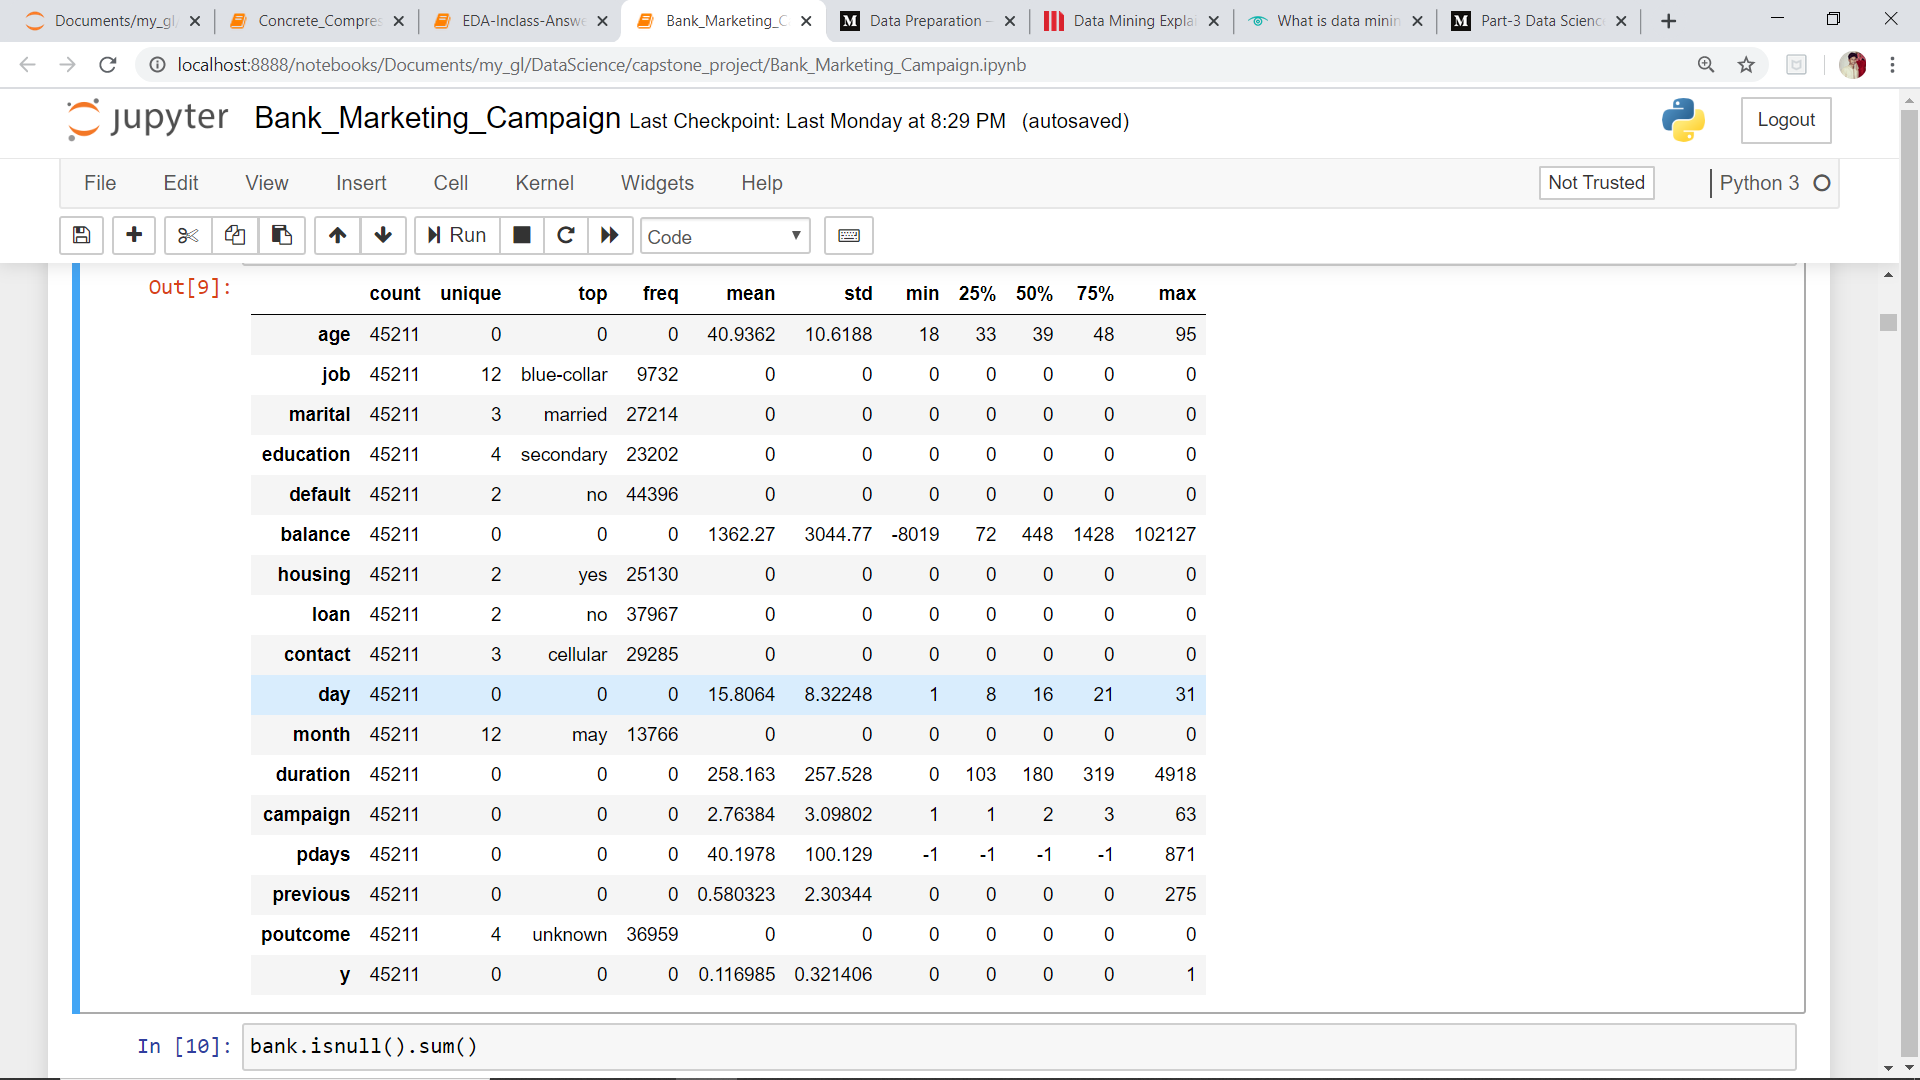 Documents/my_gl
Concrete_Compres
EDA-Inclass-Answe
Bank_Marketing_C
Data Preparation –
Data Mining Explai
What is data minin
Part-3 Data Science
localhost:8888/notebooks/Documents/my_gl/DataScience/capstone_project/Bank_Marketing_Campaign.ipynb
jupyter Bank_Marketing_Campaign Last Checkpoint: Last Monday at 8:29 PM (autosaved) Logout
File Edit View Insert Cell Kernel Widgets Help Not Trusted Python 3
Run Code
Out[9]:
count unique top freq mean std min 25% 50% 75% max
age 45211 0 0 0 40.9362 10.6188 18 33 39 48 95
job 45211 12 blue-collar 9732 0 0 0 0 0 0 0
marital 45211 3 married 27214 0 0 0 0 0 0 0
education 45211 4 secondary 23202 0 0 0 0 0 0 0
default 45211 2 no 44396 0 0 0 0 0 0 0
balance 45211 0 0 0 1362.27 3044.77 -8019 72 448 1428 102127
housing 45211 2 yes 25130 0 0 0 0 0 0 0
loan 45211 2 no 37967 0 0 0 0 0 0 0
contact 45211 3 cellular 29285 0 0 0 0 0 0 0
day 45211 0 0 0 15.8064 8.32248 1 8 16 21 31
month 45211 12 may 13766 0 0 0 0 0 0 0
duration 45211 0 0 0 258.163 257.528 0 103 180 319 4918
campaign 45211 0 0 0 2.76384 3.09802 1 1 2 3 63
pdays 45211 0 0 0 40.1978 100.129 -1 -1 -1 -1 871
previous 45211 0 0 0 0.580323 2.30344 0 0 0 0 275
poutcome 45211 4 unknown 36959 0 0 0 0 0 0 0
y 45211 0 0 0 0.116985 0.321406 0 0 0 0 1
In [10]: bank.isnull().sum()